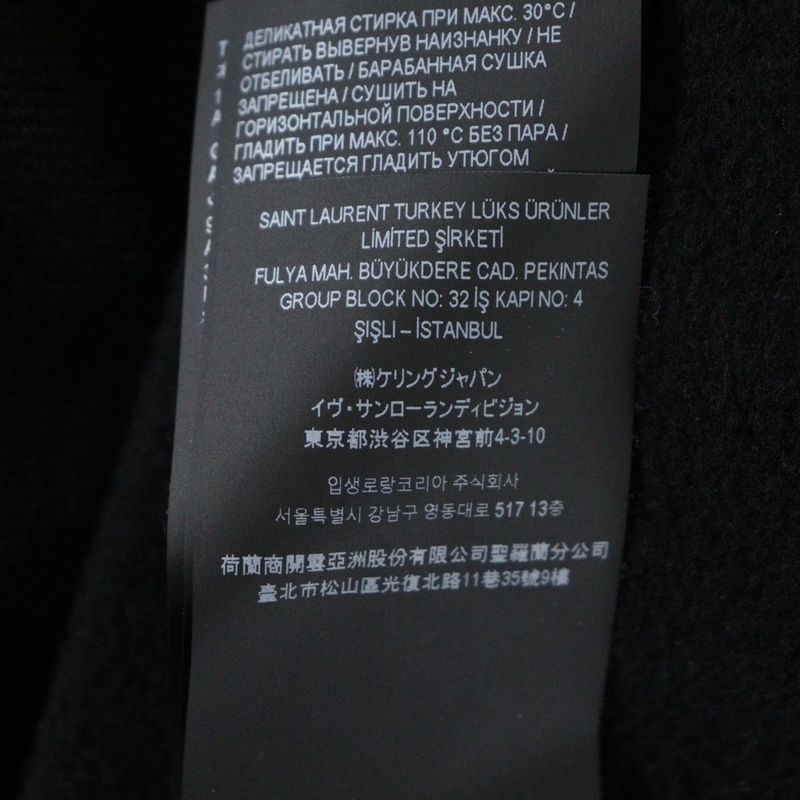 ДЕЛИКАТНАЯ СТИРКА ПРИ МАКС. 30°C /
СТИРАТЬ ВЫВЕРНУВ НАИЗНАНКУ / НЕ
ОТБЕЛИВАТЬ / БАРАБАННАЯ СУШКА
ЗАПРЕЩЕНА / СУШИТЬ НА
ГОРИЗОНТАЛЬНОЙ ПОВЕРХНОСТИ /
ГЛАДИТЬ ПРИ МАКС. 110 °C БЕЗ ПАРА /
ЗАПРЕЩАЕТСЯ ГЛАДИТЬ УТЮГОМ
SAINT LAURENT TURKEY LÜKS ÜRÜNLER
LİMİTED ŞİRKETİ
FULYA MAH. BÜYÜKDERE CAD. PEKINTAS
GROUP BLOCK NO: 32 İŞ KAPI NO: 4
ŞIŞLI – İSTANBUL
㈱ケリングジャパン
イヴ・サンローランディビジョン
東京都渋谷区神宮前4-3-10
입생로랑코리아 주식회사
서울특별시 강남구 영동대로 517 13층
荷蘭商開雲亞洲股份有限公司聖羅蘭分公司
臺北市松山區光復北路11巷35號9樓